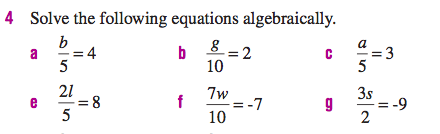 4 Solve the following equations algebraically.
a b/5 = 4 b g/10 = 2 c a/5 = 3
e 2l/5 = 8 f 7w/10 = -7 g 3s/2 = -9